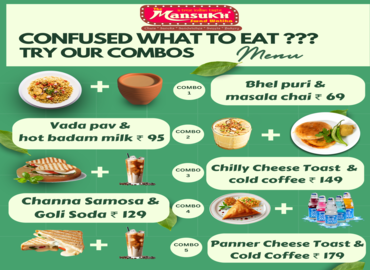 Mansukh
CONFUSED WHAT TO EAT ???
TRY OUR COMBOS
Menu
COMBO
1
Bhel puri &
masala chai ₹ 69
Vada pav &
hot badam milk ₹ 95
COMBO
2
COMBO
3
Chilly Cheese Toast &
cold coffee ₹ 149
Channa Samosa &
Goli Soda ₹ 129
COMBO
4
COMBO
5
Panner Cheese Toast &
Cold Coffee ₹ 179